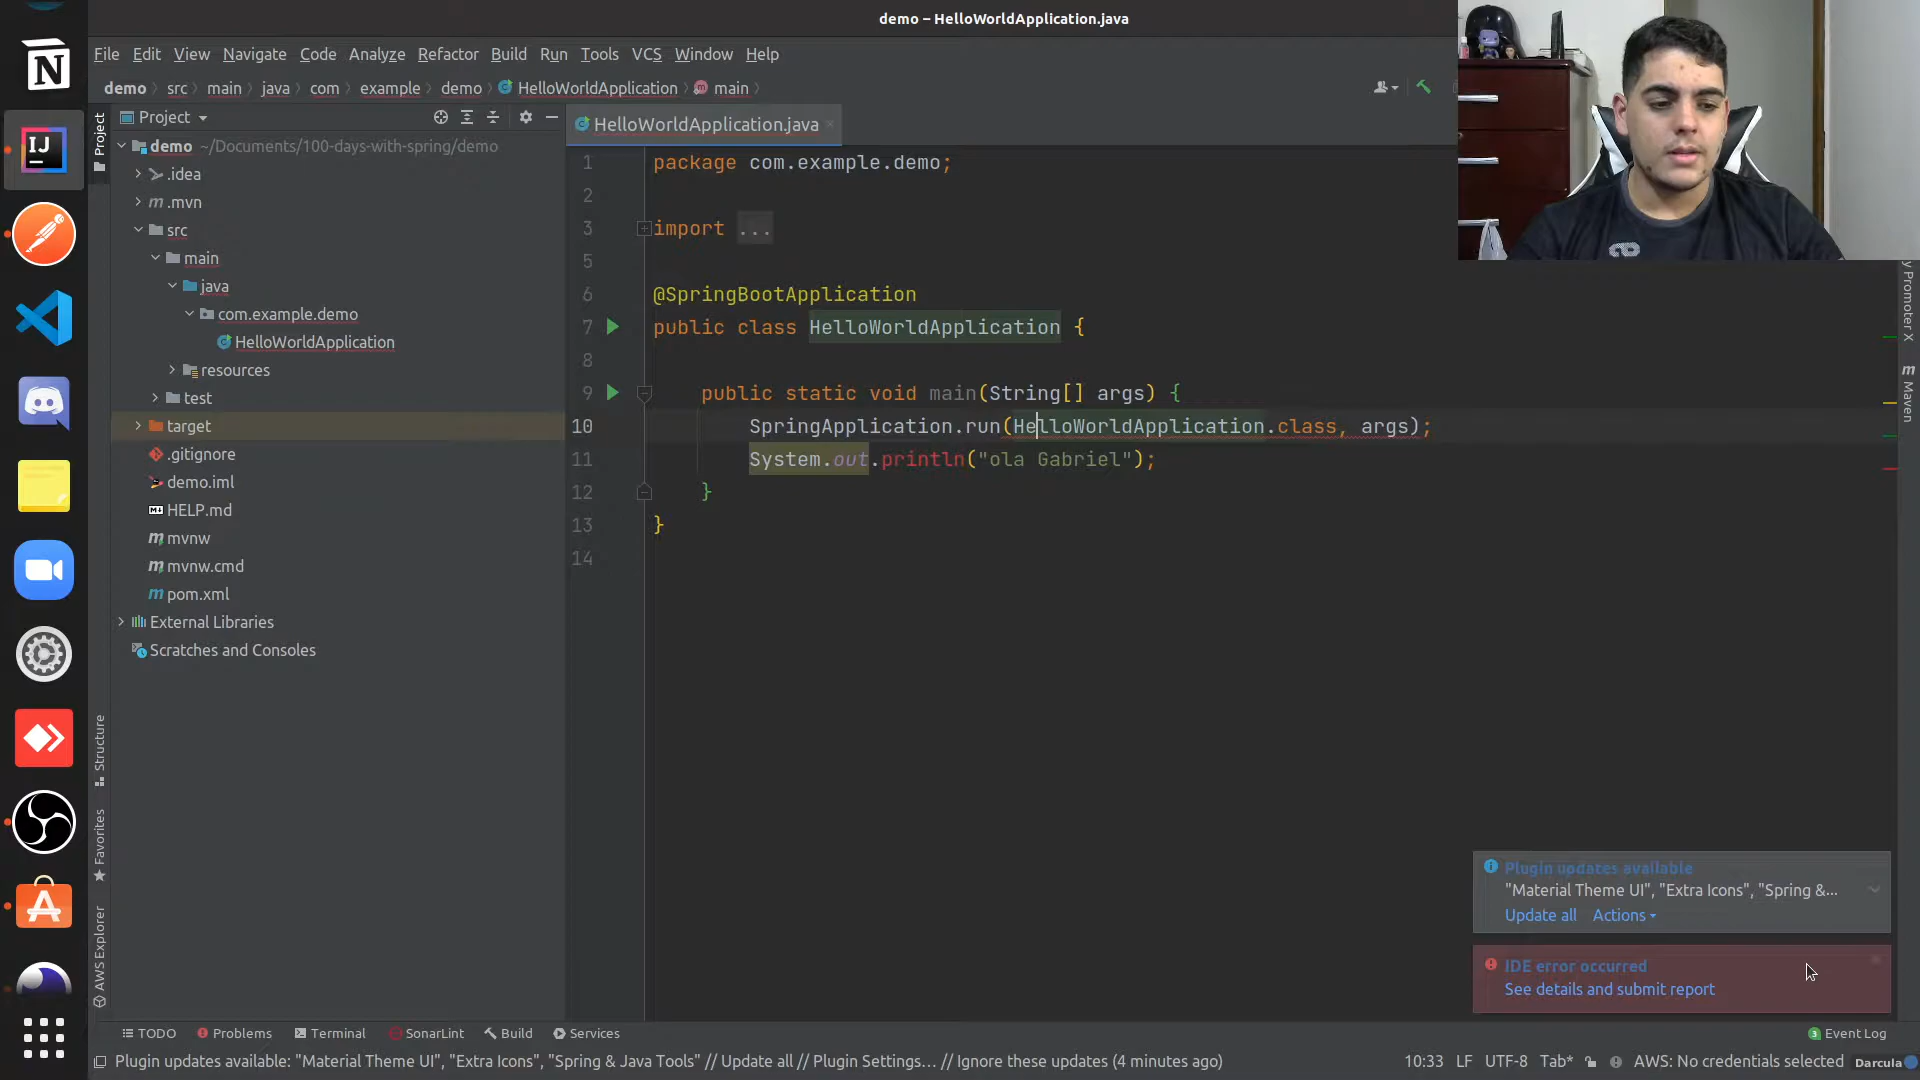 demo – HelloWorldApplication.java
File Edit View Navigate Code Analyze Refactor Build Run Tools VCS Window Help
demo src main java com example demo HelloWorldApplication main
Project
Project
HelloWorldApplication.java
demo ~/Documents/100-days-with-spring/demo
.idea
.mvn
src
main
java
com.example.demo
HelloWorldApplication
resources
test
target
.gitignore
demo.iml
HELP.md
mvnw
mvnw.cmd
pom.xml
External Libraries
Scratches and Consoles
1 package com.example.demo;
2
3 import ...
5
6 @SpringBootApplication
7 public class HelloWorldApplication {
8
9 public static void main(String[] args) {
10 SpringApplication.run(HelloWorldApplication.class, args);
11 System.out.println("ola Gabriel");
12 }
13 }
14
Promoter X
Maven
Structure
Favorites
AWS Explorer
Plugin updates available
"Material Theme UI", "Extra Icons", "Spring &...
Update all Actions
IDE error occurred
See details and submit report
TODO Problems Terminal SonarLint Build Services 3 Event Log
Plugin updates available: "Material Theme UI", "Extra Icons", "Spring & Java Tools" // Update all // Plugin Settings... // Ignore these updates (4 minutes ago) 10:33 LF UTF-8 Tab* AWS: No credentials selected Darcula